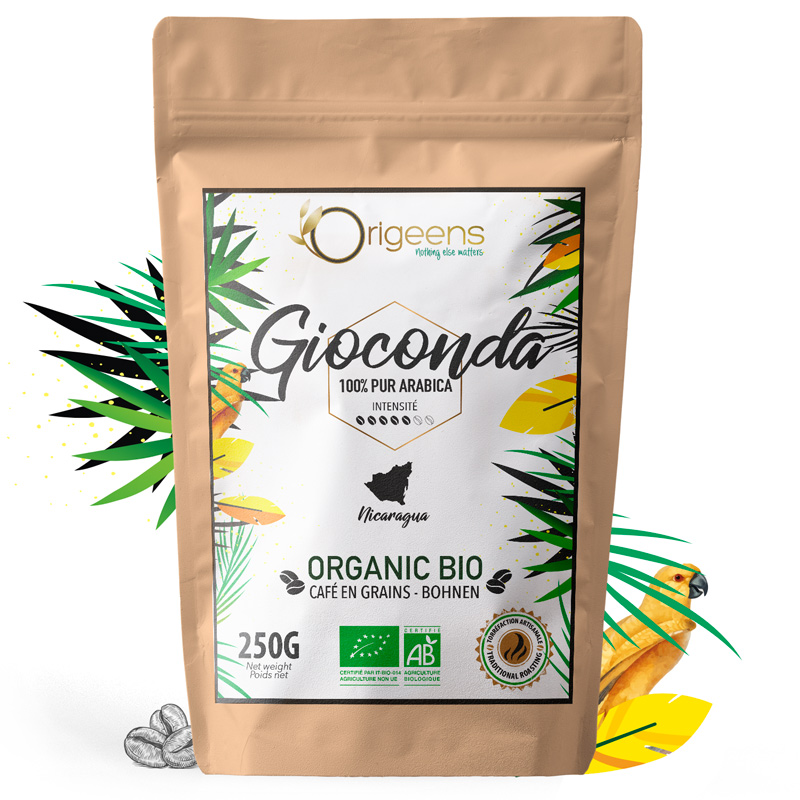 Origeens
Nothing else matters
Gioconda
100% PUR ARABICA
INTENSITÉ
Nicaragua
ORGANIC BIO
CAFÉ EN GRAINS - BOHNEN
250G
Net weight
Poids net
CERTIFIÉ PAR IT-BIO-014
AGRICULTURE NON UE
CERTIFIÉ
AB
AGRICULTURE
BIOLOGIQUE
TORRÉFACTION ARTISANALE
TRADITIONAL ROASTING